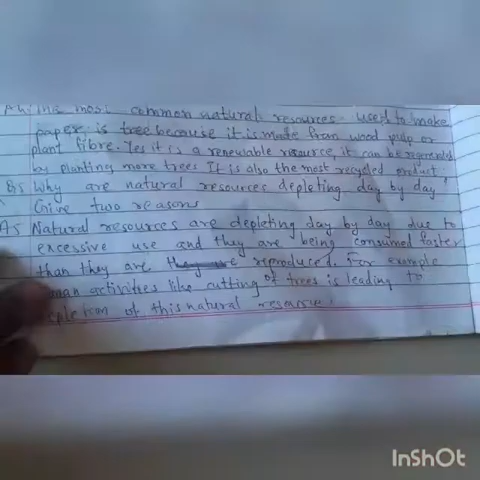 A4) The most common natural resources used to make
paper is tree because it is made from wood pulp or
plant fibre. Yes it is a renewable resource, it can be regenerated
by planting more trees It is also the most recycled product,
Q5 Why are natural resources depleting day by day
Give two reasons
A5 Natural resources are depleting day by day due to
excessive use and they are being consumed faster
than they are reproduced. For example
activities like cutting of trees is leading to
of this natural resource.
InShOt